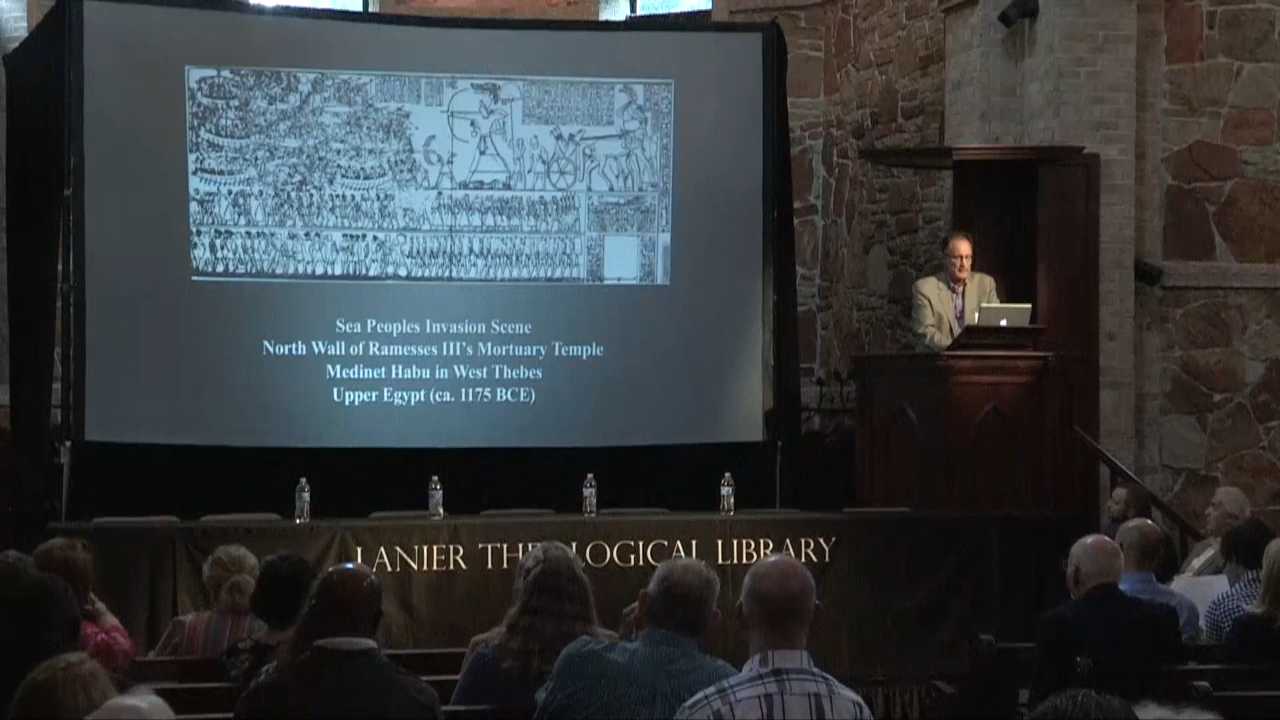 Sea Peoples Invasion Scene
North Wall of Ramesses III's Mortuary Temple
Medinet Habu in West Thebes
Upper Egypt (ca. 1175 BCE)
LANIER THEOLOGICAL LIBRARY